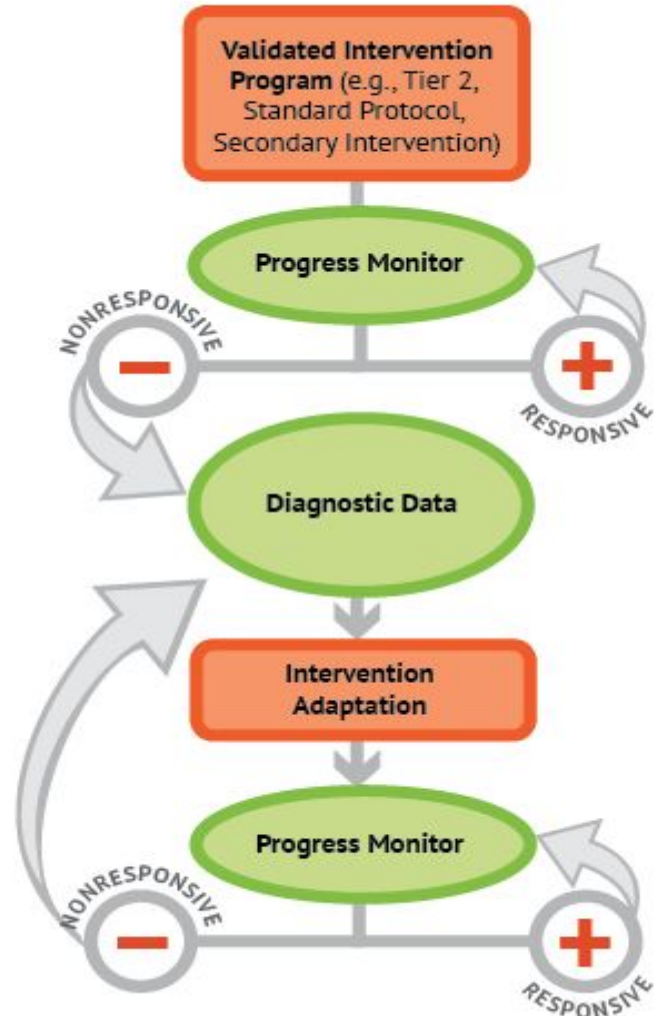 Validated Intervention
Program (e.g., Tier 2,
Standard Protocol,
Secondary Intervention)
Progress Monitor
NONRESPONSIVE
RESPONSIVE
Diagnostic Data
Intervention
Adaptation
Progress Monitor
NONRESPONSIVE
RESPONSIVE